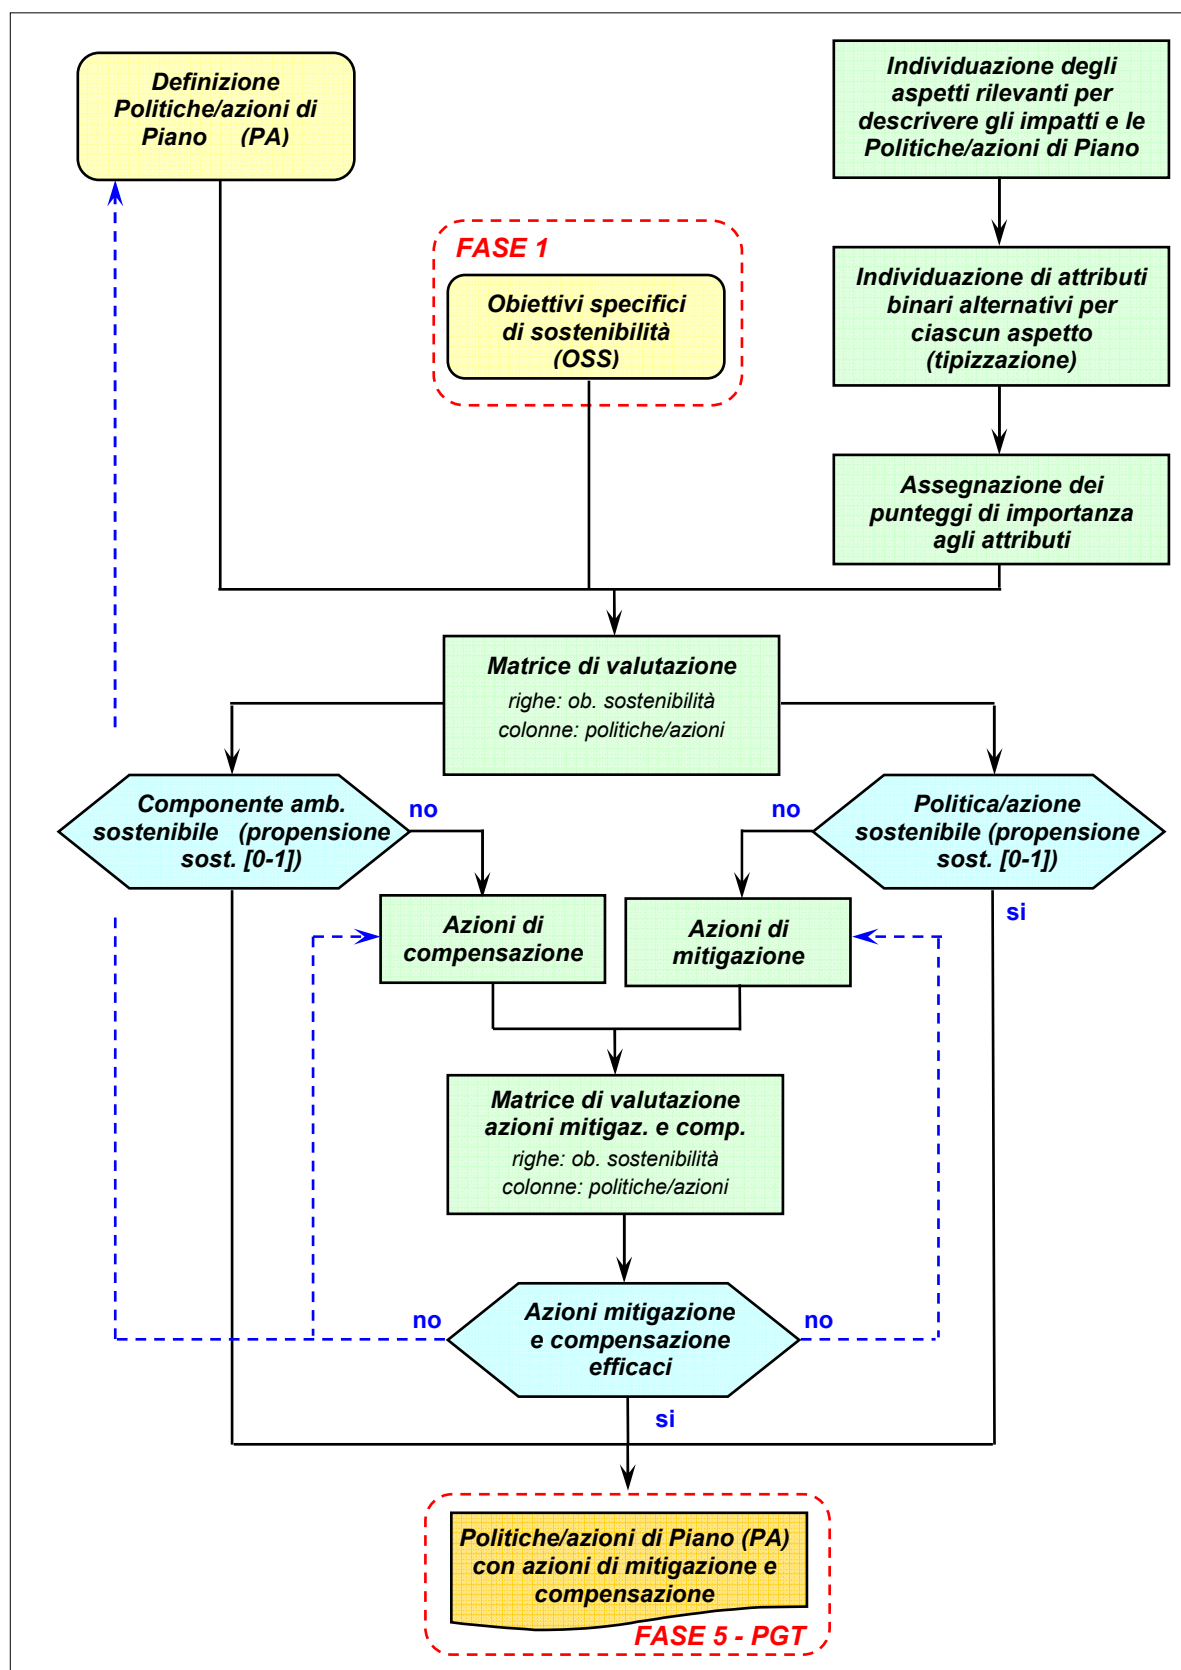 Definizione
Politiche/azioni di
Piano (PA)
Individuazione degli
aspetti rilevanti per
descrivere gli impatti e le
Politiche/azioni di Piano
FASE 1
Obiettivi specifici
di sostenibilità
(OSS)
Individuazione di attributi
binari alternativi per
ciascun aspetto
(tipizzazione)
Assegnazione dei
punteggi di importanza
agli attributi
Matrice di valutazione
righe: ob. sostenibilità
colonne: politiche/azioni
Componente amb.
sostenibile (propensione
sost. [0-1])
no
no
Politica/azione
sostenibile (propensione
sost. [0-1])
si
Azioni di
compensazione
Azioni di
mitigazione
Matrice di valutazione
azioni mitigaz. e comp.
righe: ob. sostenibilità
colonne: politiche/azioni
no
Azioni mitigazione
e compensazione
efficaci
no
si
Politiche/azioni di Piano (PA)
con azioni di mitigazione e
compensazione
FASE 5 - PGT